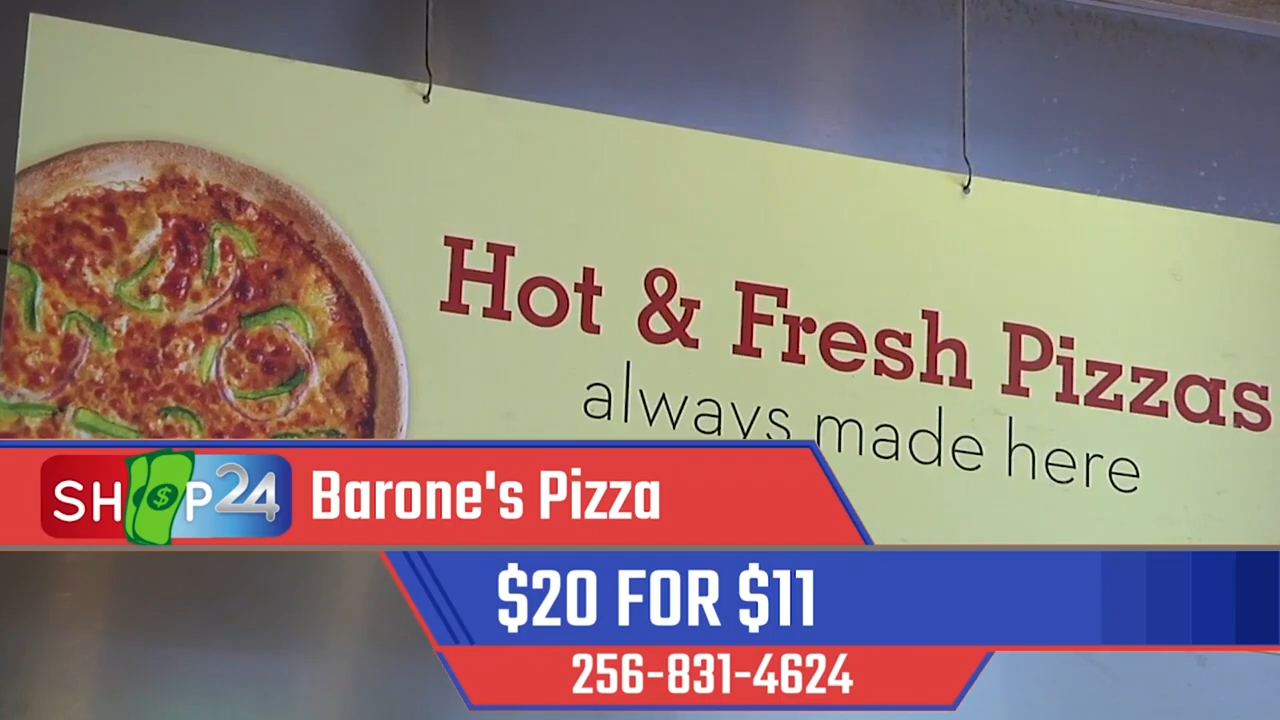 Hot & Fresh Pizzas
always made here
SHOP24
Barone's Pizza
$20 FOR $11
256-831-4624